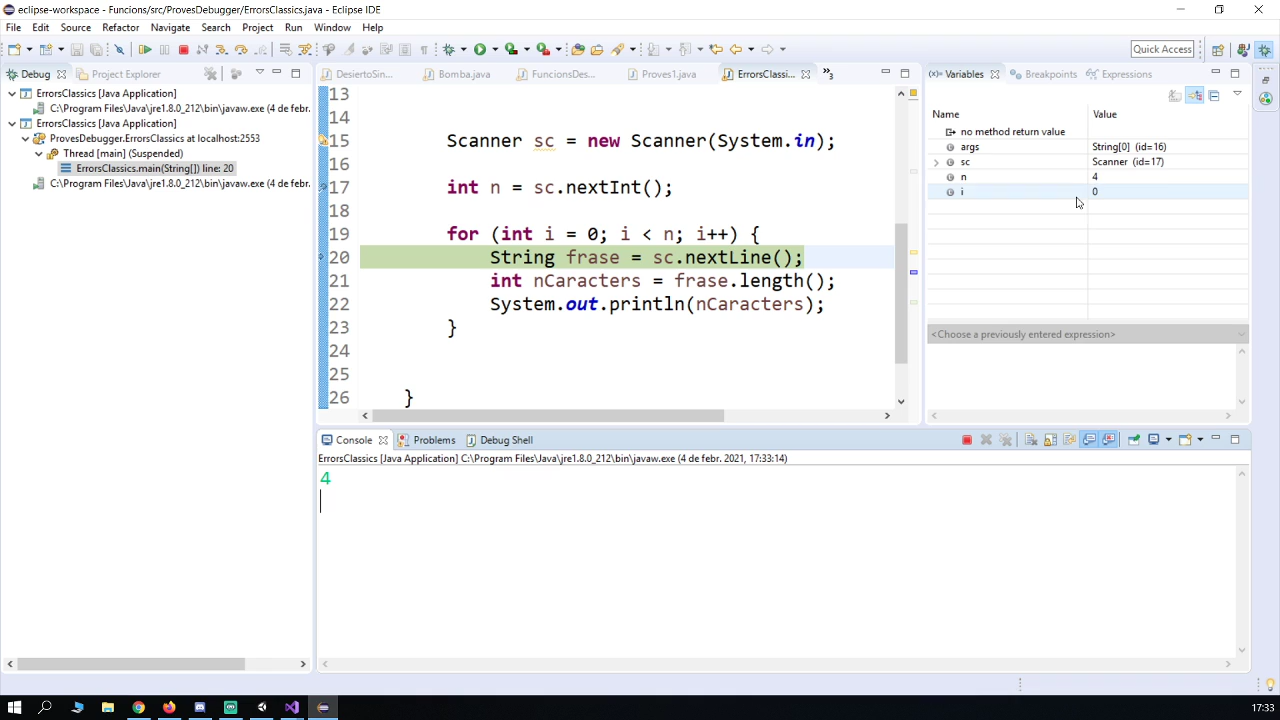 eclipse-workspace - Funcions/src/ProvesDebugger/ErrorsClassics.java - Eclipse IDE
File Edit Source Refactor Navigate Search Project Run Window Help
Quick Access
Debug Project Explorer
ErrorsClassics [Java Application]
C:\Program Files\Java\jre1.8.0_212\bin\javaw.exe (4 de febr.
ErrorsClassics [Java Application]
ProvesDebugger.ErrorsClassics at localhost:2553
Thread [main] (Suspended)
ErrorsClassics.main(String[]) line: 20
C:\Program Files\Java\jre1.8.0_212\bin\javaw.exe (4 de febr.
DesiertoSin... Bomba.java FuncionsDes... Proves1.java ErrorsClassi... »3
13
14
15 Scanner sc = new Scanner(System.in);
16
17 int n = sc.nextInt();
18
19 for (int i = 0; i < n; i++) {
20 String frase = sc.nextLine();
21 int nCaracters = frase.length();
22 System.out.println(nCaracters);
23 }
24
25
26 }
Variables Breakpoints Expressions
Name Value
no method return value
args String[0] (id=16)
sc Scanner (id=17)
n 4
i 0
<Choose a previously entered expression>
Console Problems Debug Shell
ErrorsClassics [Java Application] C:\Program Files\Java\jre1.8.0_212\bin\javaw.exe (4 de febr. 2021, 17:33:14)
4
17:33